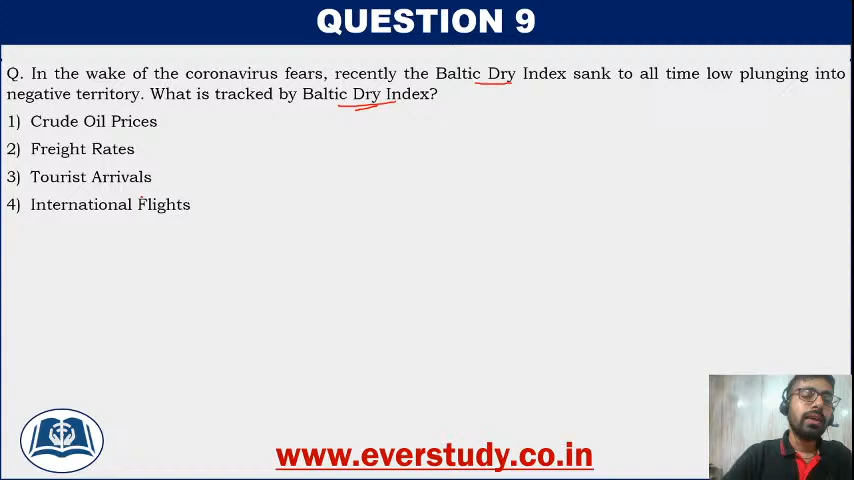 QUESTION 9
Q. In the wake of the coronavirus fears, recently the Baltic Dry Index sank to all time low plunging into
negative territory. What is tracked by Baltic Dry Index?
1) Crude Oil Prices
2) Freight Rates
3) Tourist Arrivals
4) International Flights
www.everstudy.co.in